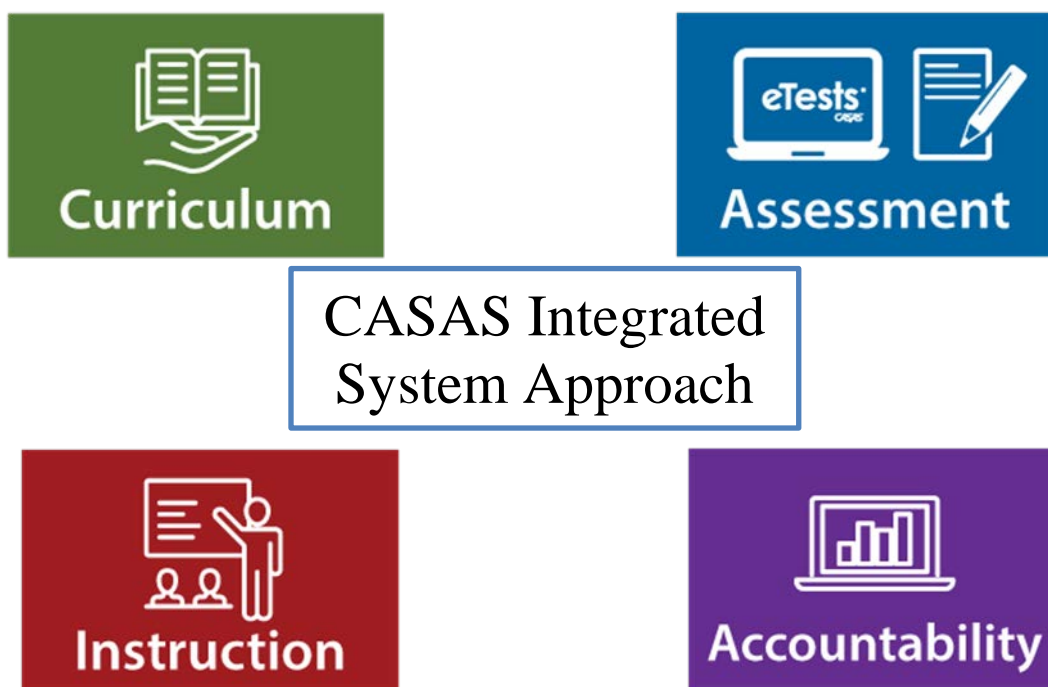 Curriculum
eTests
CASAS
Assessment
CASAS Integrated
System Approach
Instruction
Accountability